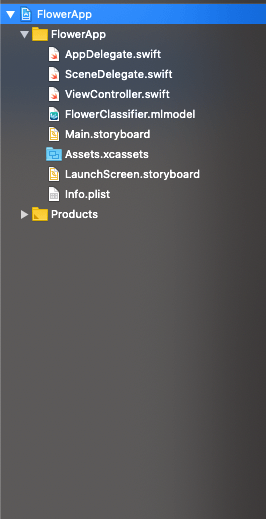 FlowerApp
FlowerApp
AppDelegate.swift
SceneDelegate.swift
ViewController.swift
FlowerClassifier.mlmodel
Main.storyboard
Assets.xcassets
LaunchScreen.storyboard
Info.plist
Products